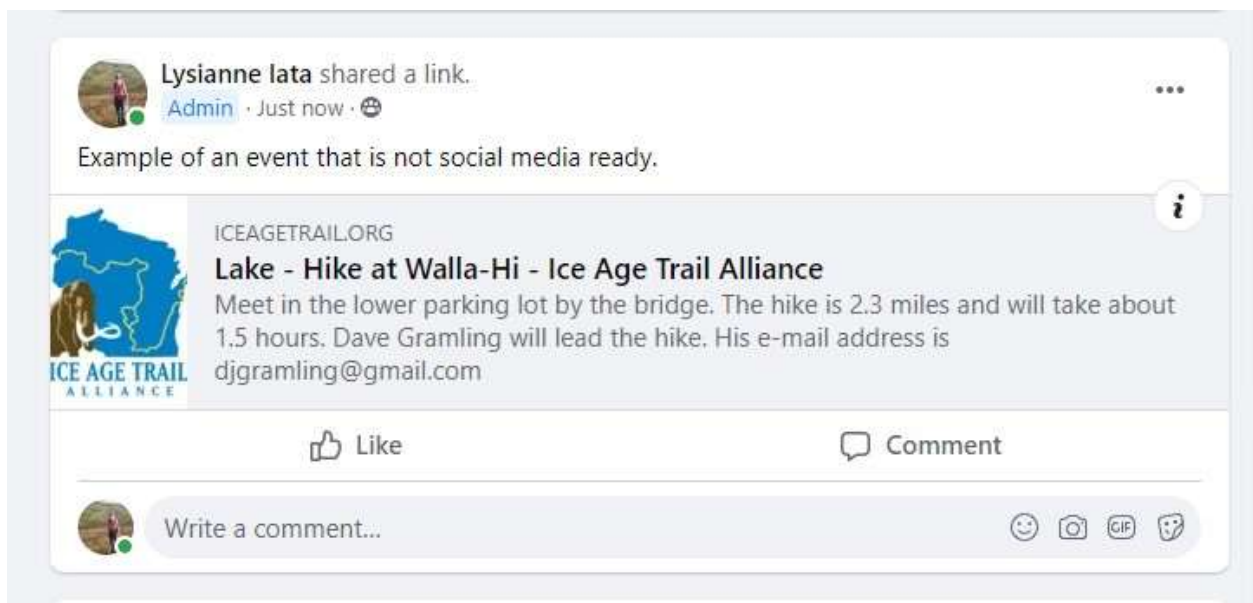 Lysianne Iata shared a link.
Admin · Just now ·
Example of an event that is not social media ready.
i
ICEAGETRAIL.ORG
Lake - Hike at Walla-Hi - Ice Age Trail Alliance
Meet in the lower parking lot by the bridge. The hike is 2.3 miles and will take about
1.5 hours. Dave Gramling will lead the hike. His e-mail address is
djgramling@gmail.com
ICE AGE TRAIL
ALLIANCE
Like
Comment
Write a comment...
GIF